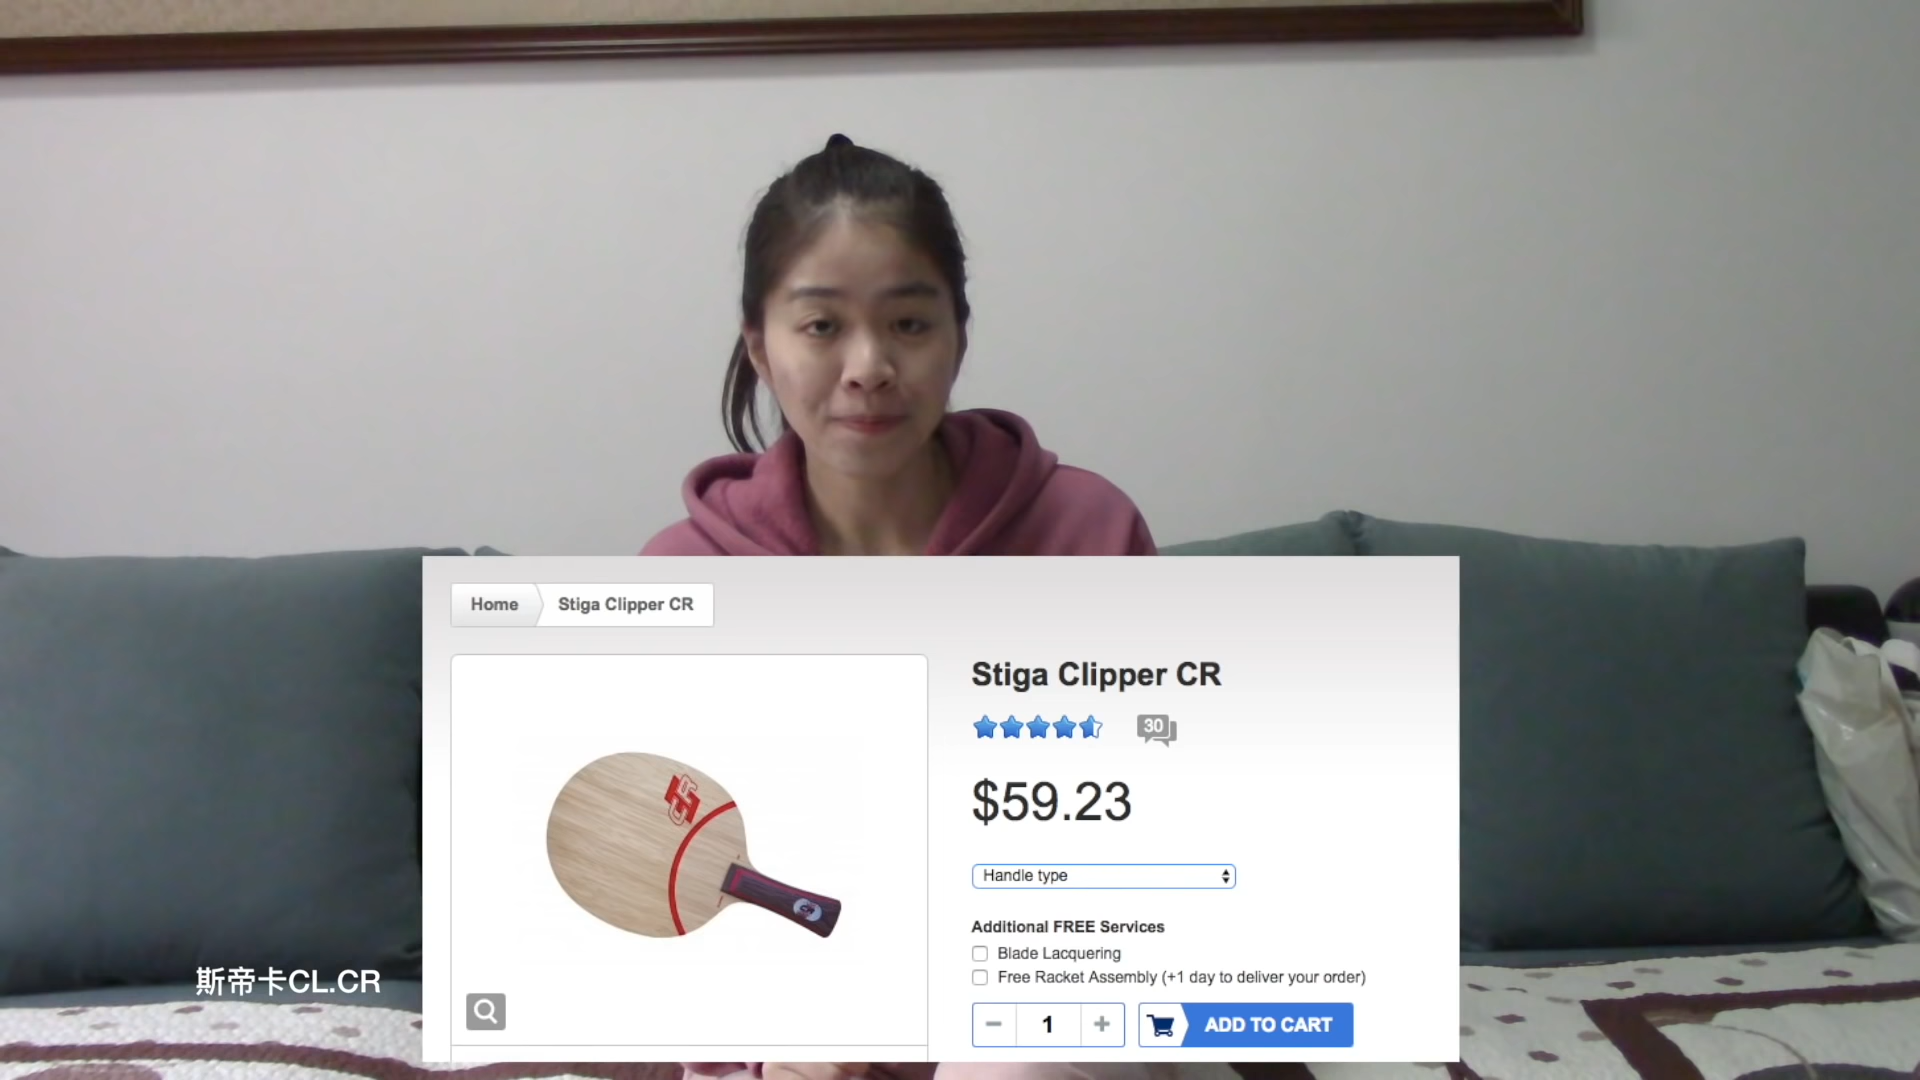 Home
Stiga Clipper CR
Stiga Clipper CR
30
$59.23
Handle type
Additional FREE Services
Blade Lacquering
Free Racket Assembly (+1 day to deliver your order)
1
ADD TO CART
斯帝卡CL.CR
CR